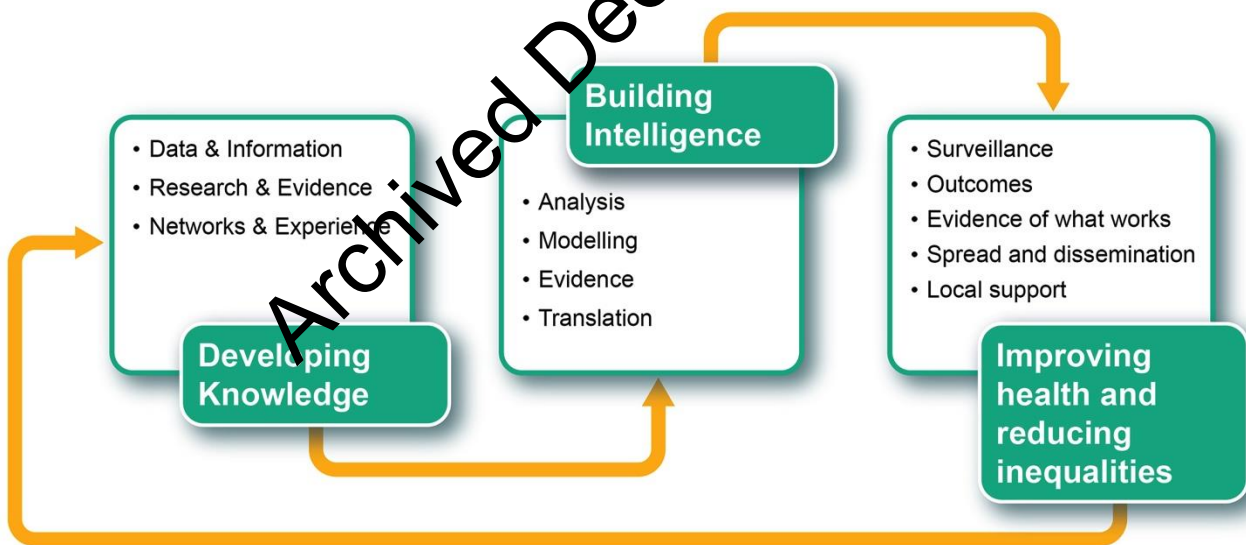 Archived Dec
Building
Intelligence
• Data & Information
• Research & Evidence
• Networks & Experience
Developing
Knowledge
• Analysis
• Modelling
• Evidence
• Translation
• Surveillance
• Outcomes
• Evidence of what works
• Spread and dissemination
• Local support
Improving
health and
reducing
inequalities